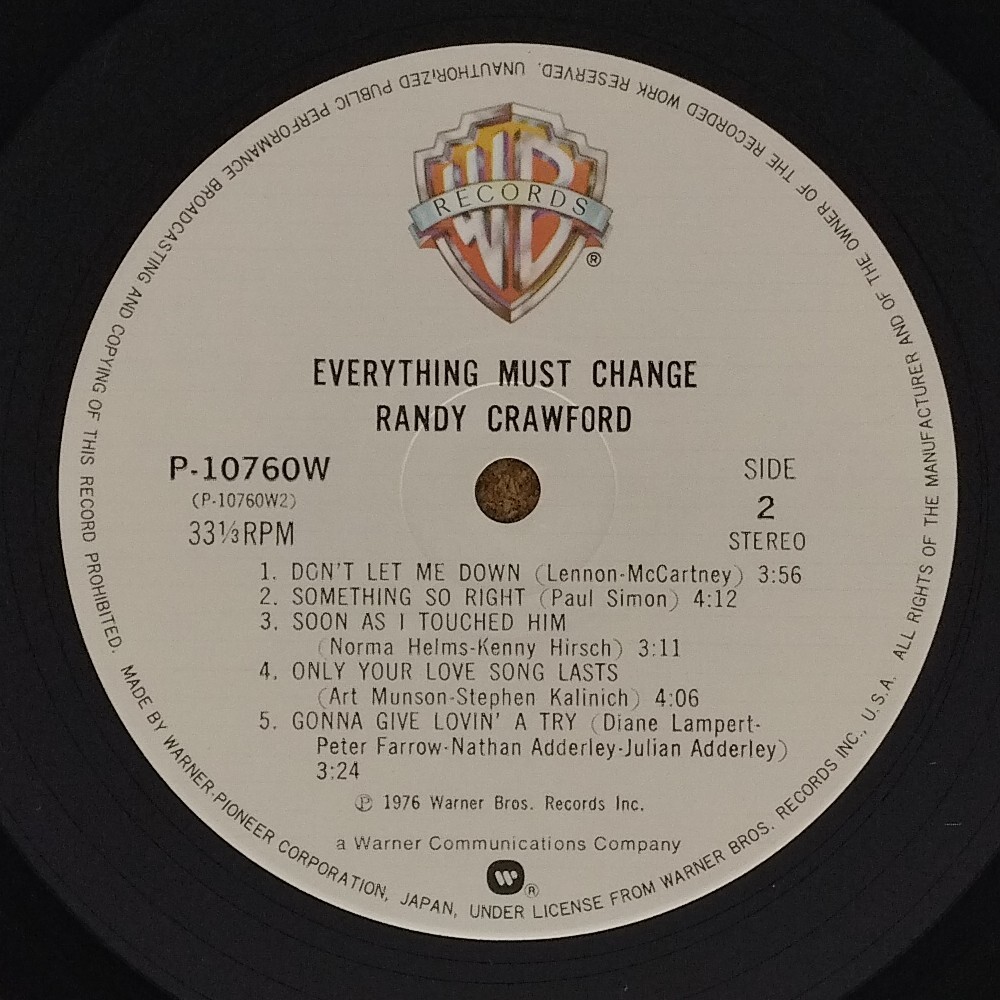 WB
RECORDS
®
EVERYTHING MUST CHANGE
RANDY CRAWFORD
P-10760W
(P-10760W2)
33⅓ RPM
SIDE
2
STEREO
1. DON'T LET ME DOWN (Lennon-McCartney) 3:56
2. SOMETHING SO RIGHT (Paul Simon) 4:12
3. SOON AS I TOUCHED HIM
(Norma Helms-Kenny Hirsch) 3:11
4. ONLY YOUR LOVE SONG LASTS
(Art Munson-Stephen Kalinich) 4:06
5. GONNA GIVE LOVIN' A TRY (Diane Lampert-
Peter Farrow-Nathan Adderley-Julian Adderley)
3:24
℗ 1976 Warner Bros. Records Inc.
a Warner Communications Company
®
MADE BY WARNER-PIONEER CORPORATION, JAPAN, UNDER LICENSE FROM WARNER BROS. RECORDS INC., U.S.A. ALL RIGHTS OF THE MANUFACTURER AND OF THE OWNER OF THE RECORDED WORK RESERVED. UNAUTHORIZED PUBLIC PERFORMANCE BROADCASTING AND COPYING OF THIS RECORD PROHIBITED.